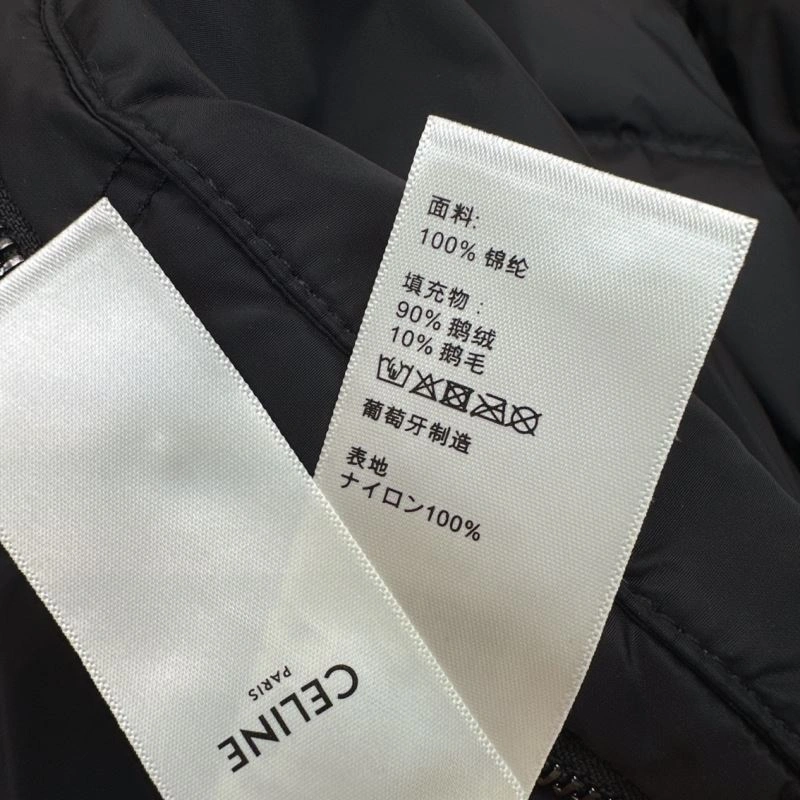 面料:
100% 锦纶
填充物:
90% 鹅绒
10% 鹅毛
葡萄牙制造
表地
ナイロン100%
CELINE
PARIS